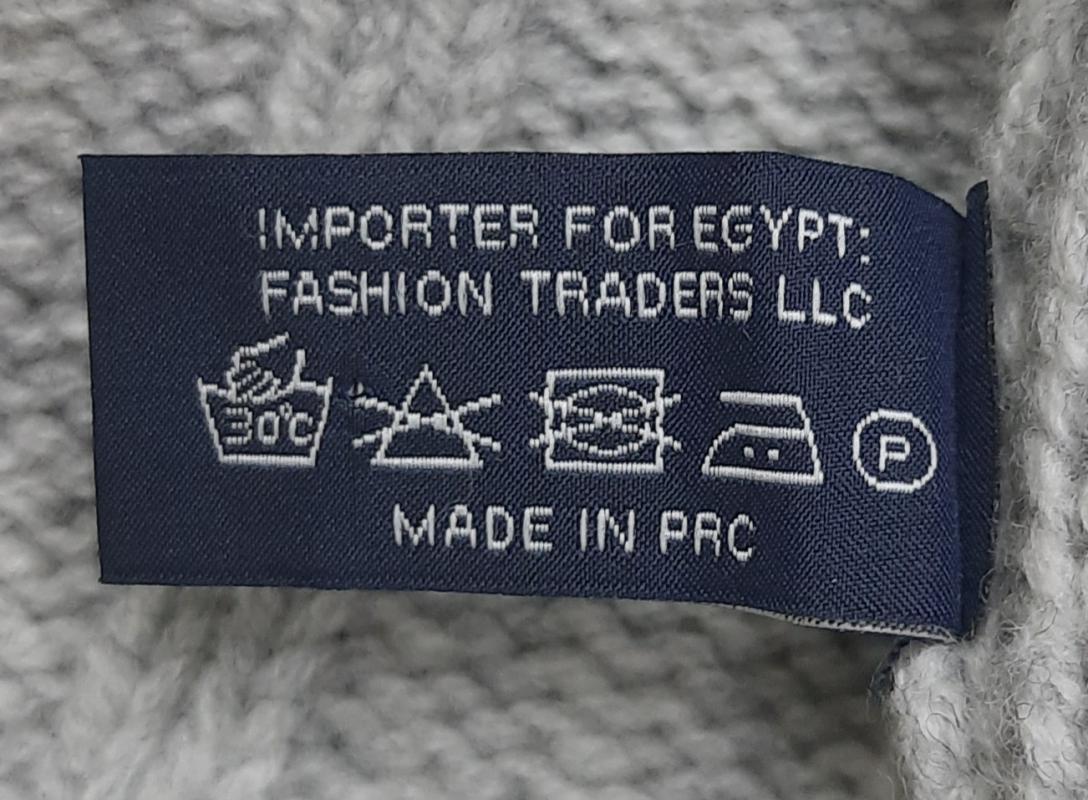 IMPORTER FOR EGYPT:
FASHION TRADERS LLC
30°C
P
MADE IN PRC